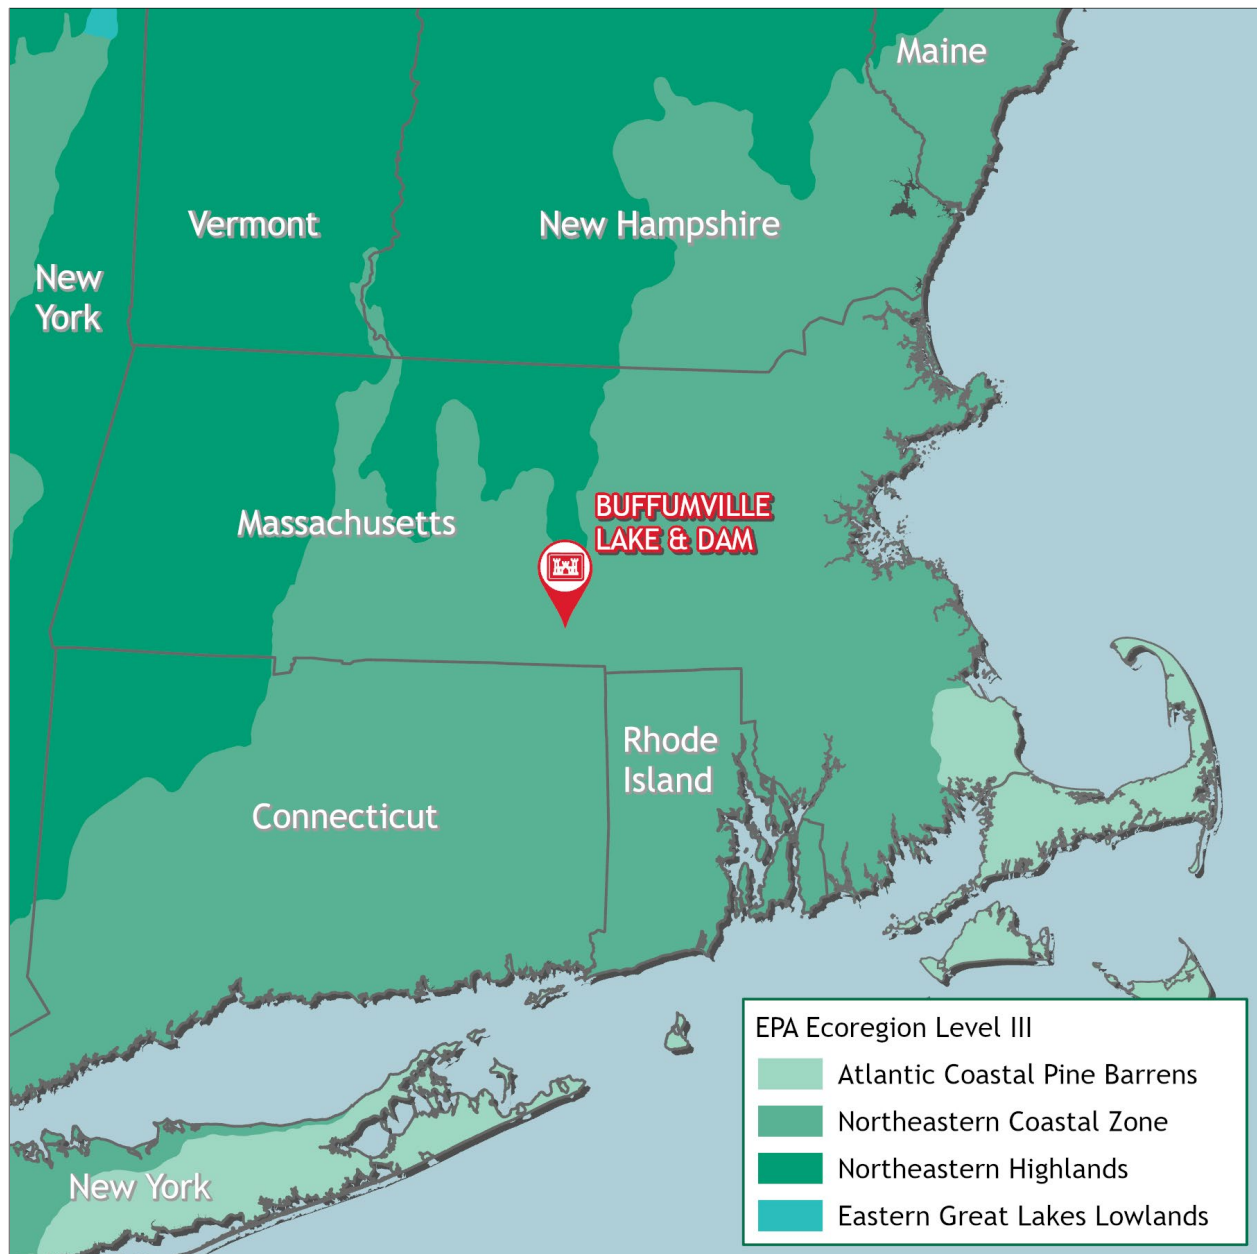 Maine
Vermont
New Hampshire
New
York
BUFFUMVILLE
LAKE & DAM
Massachusetts
Rhode
Island
Connecticut
New York
EPA Ecoregion Level III
Atlantic Coastal Pine Barrens
Northeastern Coastal Zone
Northeastern Highlands
Eastern Great Lakes Lowlands